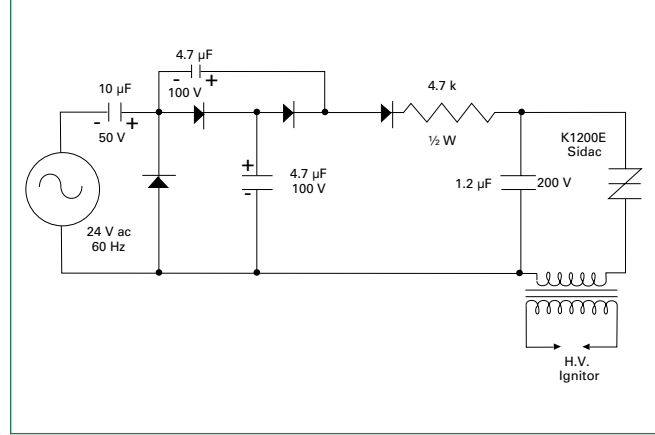 4.7 µF
- +
100 V
10 µF
- +
50 V
4.7 k
½ W
K1200E
Sidac
+
-
4.7 µF
100 V
1.2 µF
200 V
24 V ac
60 Hz
H.V.
Ignitor